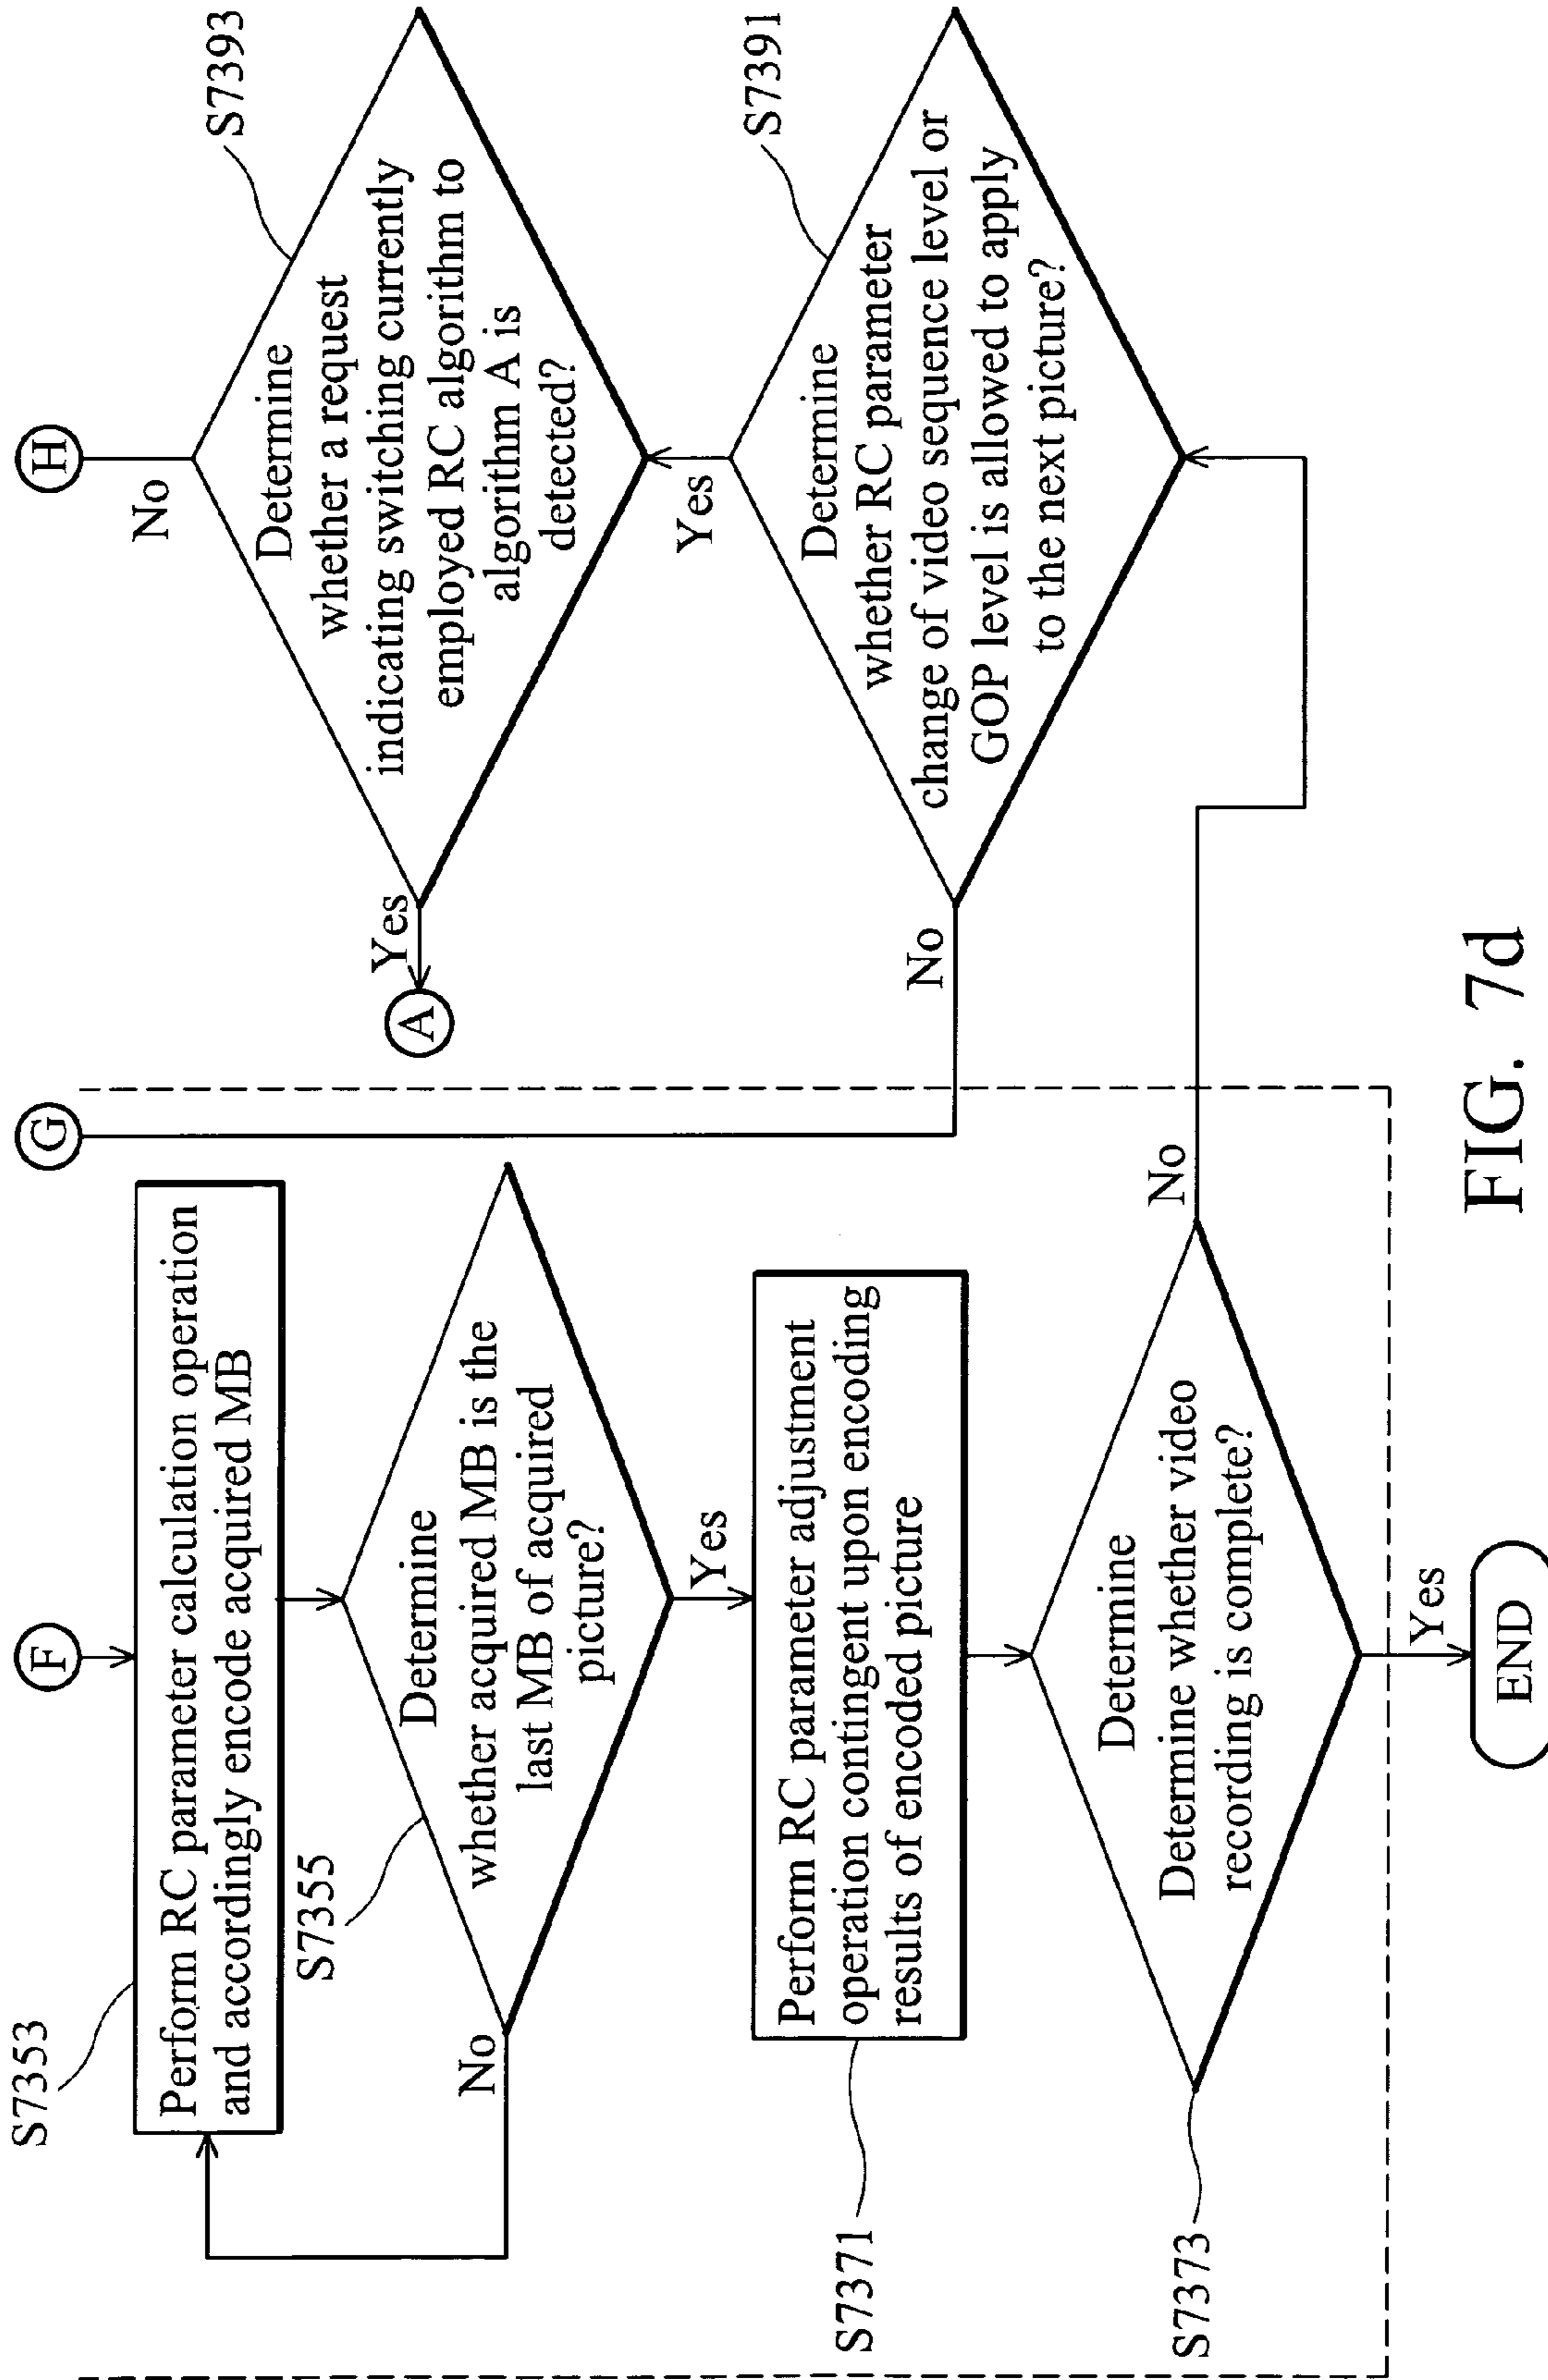 F
S7353
Perform RC parameter calculation operation
and accordingly encode acquired MB
S7355
Determine
whether acquired MB is the
last MB of acquired
picture?
No
Yes
S7371
Perform RC parameter adjustment
operation contingent upon encoding
results of encoded picture
S7373
Determine
Determine whether video
recording is complete?
No
Yes
END
G
H
No
S7393
Determine
whether a request
indicating switching currently
employed RC algorithm to
algorithm A is
detected?
Yes
A
Yes
S7391
Determine
whether RC parameter
change of video sequence level or
GOP level is allowed to apply
to the next picture?
No
FIG. 7d